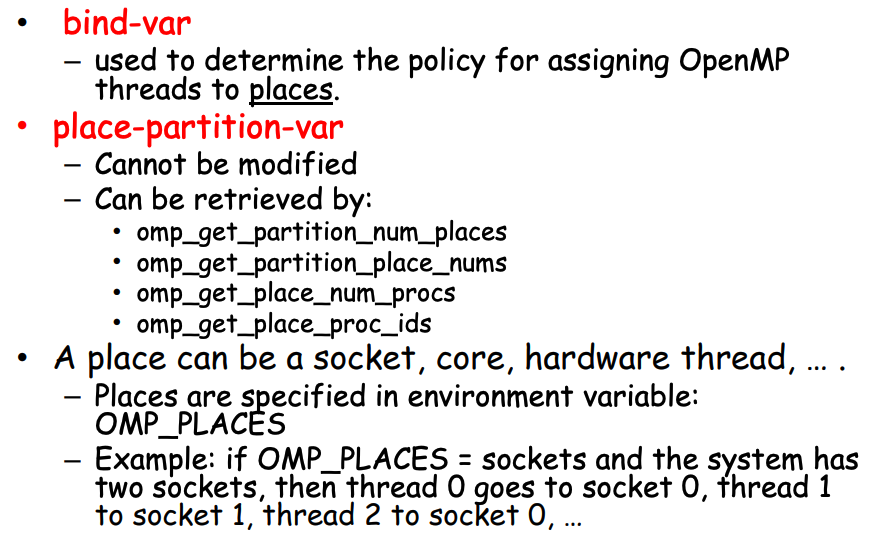 • bind-var
– used to determine the policy for assigning OpenMP
threads to places.
• place-partition-var
– Cannot be modified
– Can be retrieved by:
• omp_get_partition_num_places
• omp_get_partition_place_nums
• omp_get_place_num_procs
• omp_get_place_proc_ids
• A place can be a socket, core, hardware thread, ... .
– Places are specified in environment variable:
OMP_PLACES
– Example: if OMP_PLACES = sockets and the system has
two sockets, then thread 0 goes to socket 0, thread 1
to socket 1, thread 2 to socket 0, ...